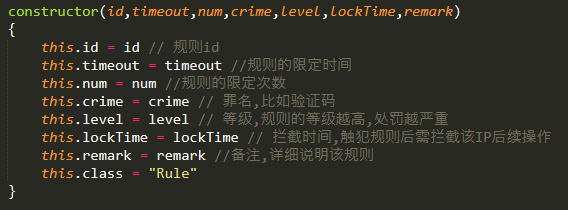 constructor(id,timeout,num,crime,level,lockTime,remark)
{
    this.id = id // 规则id
    this.timeout = timeout //规则的限定时间
    this.num = num //规则的限定次数
    this.crime = crime // 罪名,比如验证码
    this.level = level // 等级,规则的等级越高,处罚越严重
    this.lockTime = lockTime // 拦截时间,触犯规则后需拦截该IP后续操作
    this.remark = remark //备注,详细说明该规则
    this.class = "Rule"
}